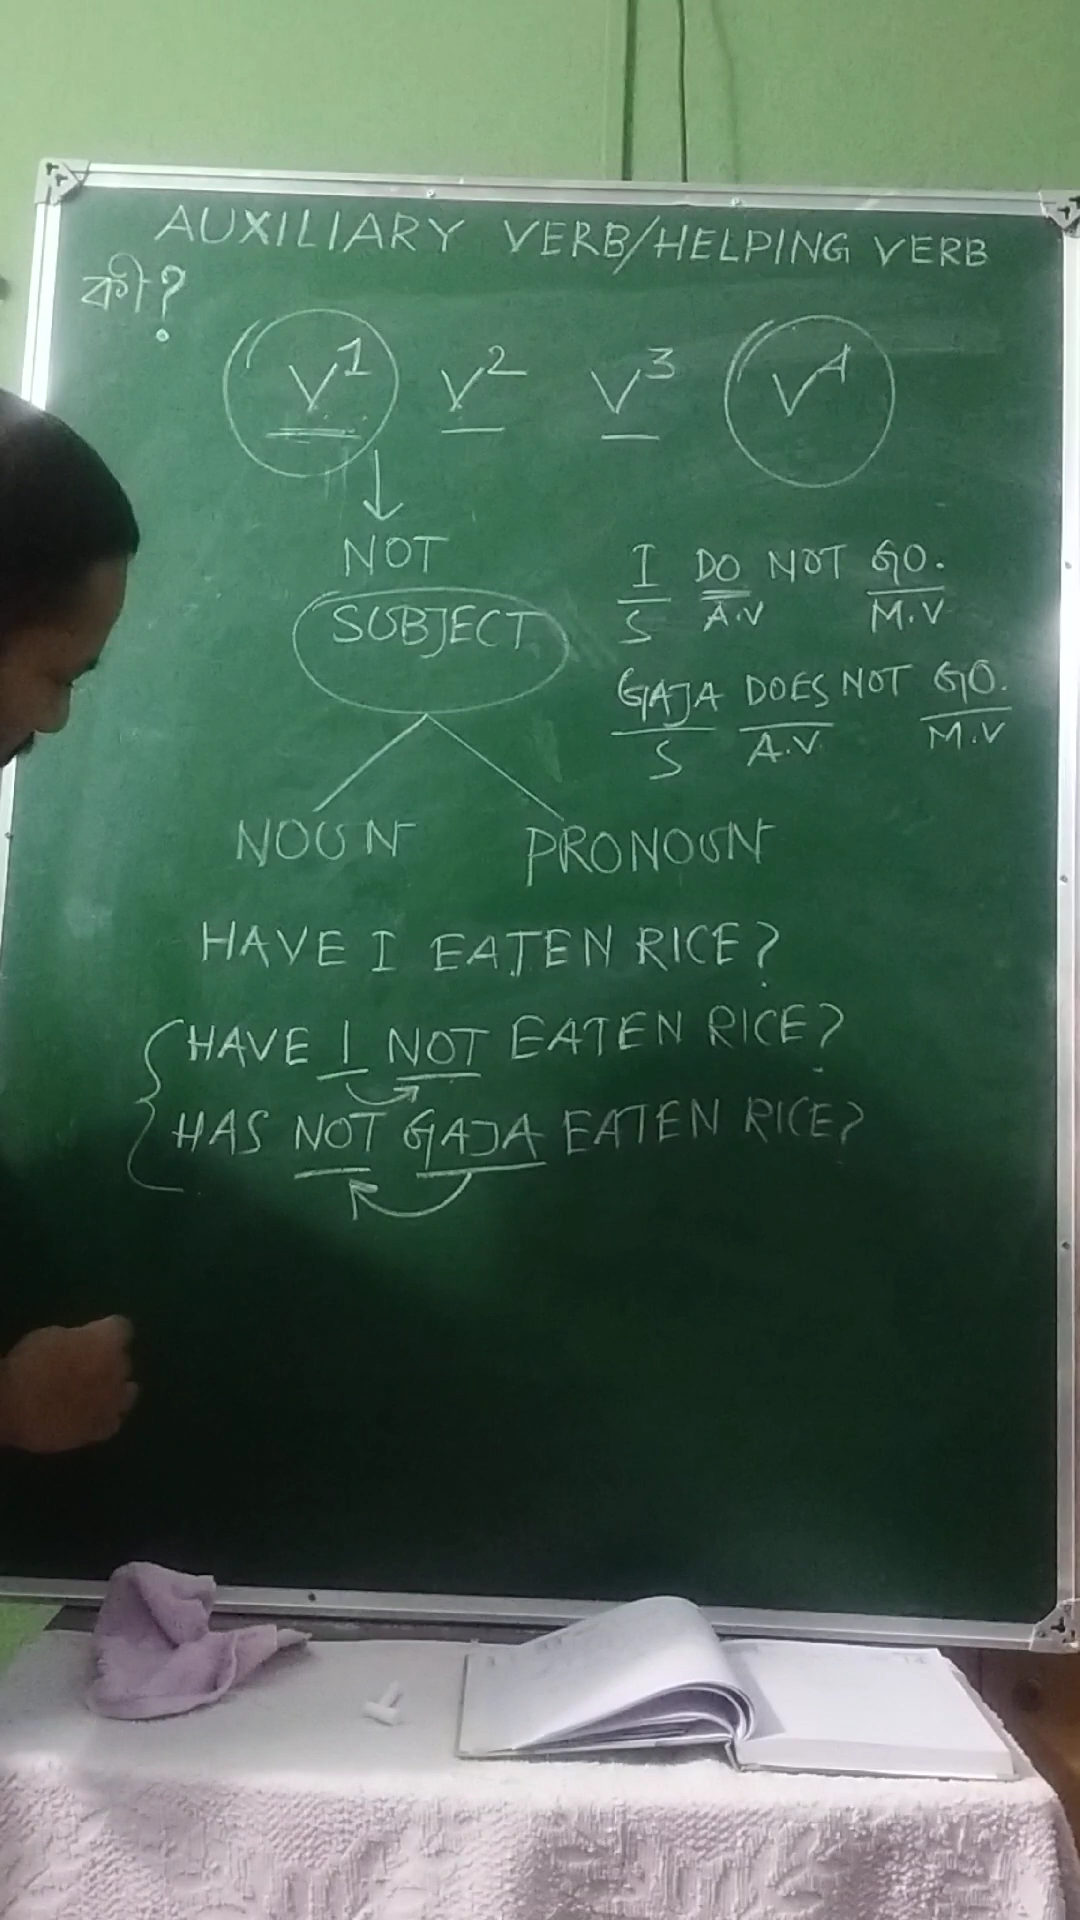 AUXILIARY VERB/HELPING VERB
কী?
V¹ V² V³ V⁴
NOT
SUBJECT
I DO NOT GO.
S A.V M.V
GAJA DOES NOT GO.
S A.V. M.V
NOUN PRONOUN
HAVE I EATEN RICE?
HAVE I NOT EATEN RICE?
HAS NOT GAJA EATEN RICE?